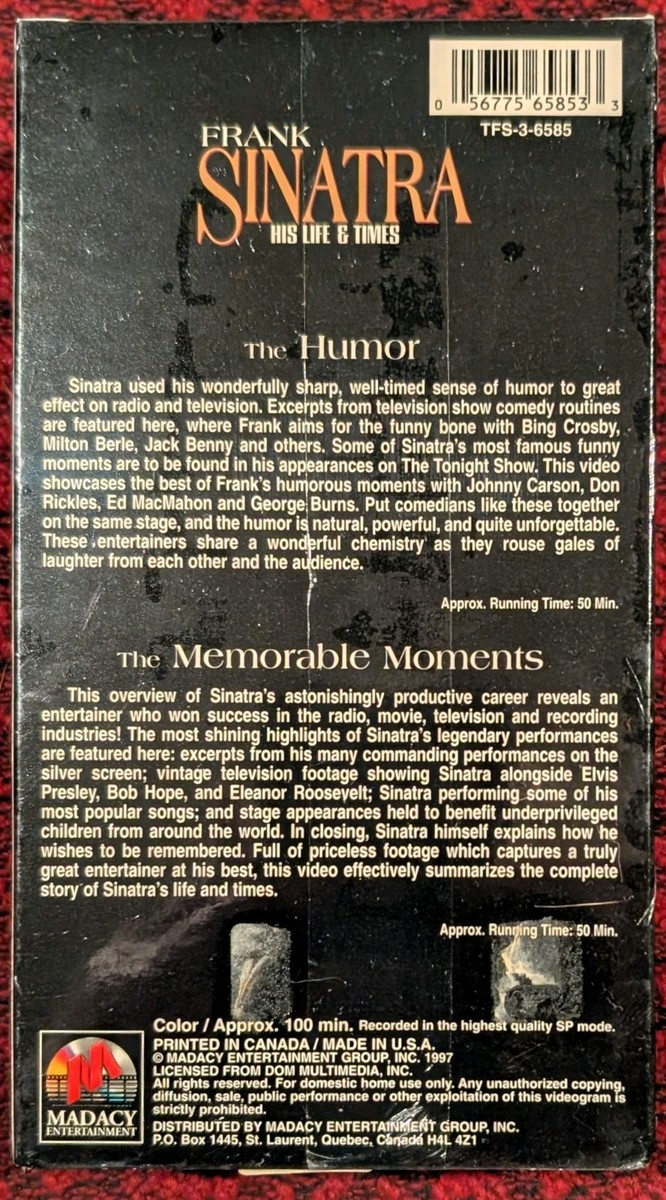 0 56775 65853 3
TFS-3-6585
FRANK
SINATRA
HIS LIFE & TIMES
The Humor
Sinatra used his wonderfully sharp, well-timed sense of humor to great
effect on radio and television. Excerpts from television show comedy routines
are featured here, where Frank aims for the funny bone with Bing Crosby,
Milton Berle, Jack Benny and others. Some of Sinatra's most famous funny
moments are to be found in his appearances on The Tonight Show. This video
showcases the best of Frank's humorous moments with Johnny Carson, Don
Rickles, Ed MacMahon and George Burns. Put comedians like these together
on the same stage, and the humor is natural, powerful, and quite unforgettable.
These entertainers share a wonderful chemistry as they rouse gales of
laughter from each other and the audience.
Approx. Running Time: 50 Min.
The Memorable Moments
This overview of Sinatra's astonishingly productive career reveals an
entertainer who won success in the radio, movie, television and recording
industries! The most shining highlights of Sinatra's legendary performances
are featured here: excerpts from his many commanding performances on the
silver screen; vintage television footage showing Sinatra alongside Elvis
Presley, Bob Hope, and Eleanor Roosevelt; Sinatra performing some of his
most popular songs; and stage appearances held to benefit underprivileged
children from around the world. In closing, Sinatra himself explains how he
wishes to be remembered. Full of priceless footage which captures a truly
great entertainer at his best, this video effectively summarizes the complete
story of Sinatra's life and times.
Approx. Running Time: 50 Min.
Color / Approx. 100 min. Recorded in the highest quality SP mode.
PRINTED IN CANADA / MADE IN U.S.A.
© MADACY ENTERTAINMENT GROUP, INC. 1997
LICENSED FROM DOM MULTIMEDIA, INC.
All rights reserved. For domestic home use only. Any unauthorized copying,
diffusion, sale, public performance or other exploitation of this videogram is
strictly prohibited.
DISTRIBUTED BY MADACY ENTERTAINMENT GROUP, INC.
P.O. Box 1445, St. Laurent, Quebec, Canada H4L 4Z1
MADACY
ENTERTAINMENT